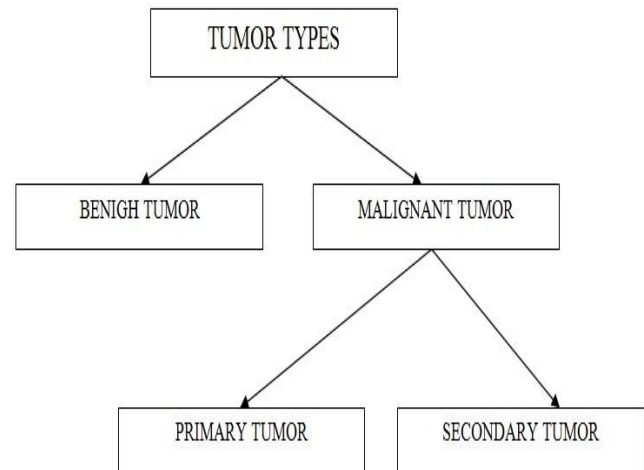 TUMOR TYPES
BENIGH TUMOR
MALIGNANT TUMOR
PRIMARY TUMOR
SECONDARY TUMOR